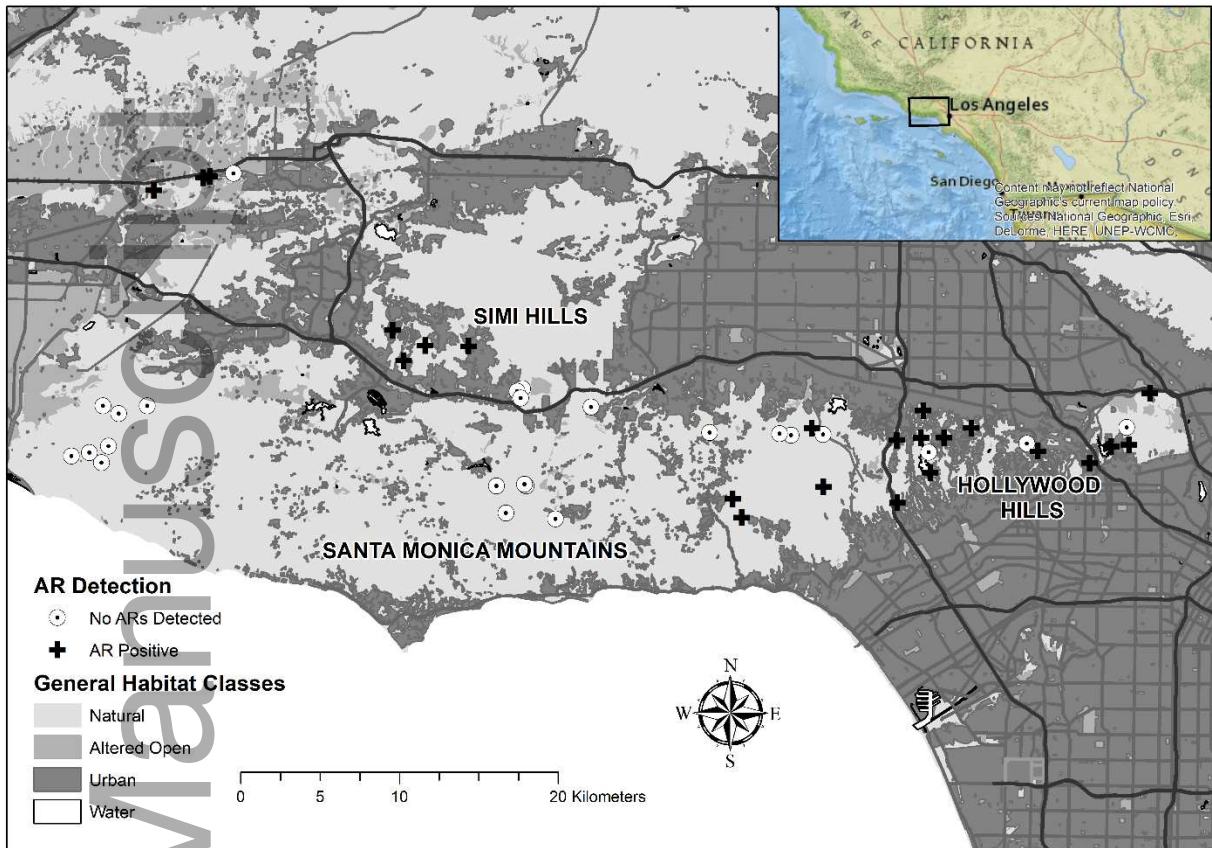 CALIFORNIA
Los Angeles
San Diego
Content may not reflect National
Geographic's current map policy.
Sources: National Geographic, Esri,
DeLorme, HERE, UNEP-WCMC,
SIMI HILLS
HOLLYWOOD
HILLS
SANTA MONICA MOUNTAINS
AR Detection
No ARs Detected
AR Positive
General Habitat Classes
Natural
Altered Open
Urban
Water
0 5 10 20 Kilometers
N
W E
S
Manuscript